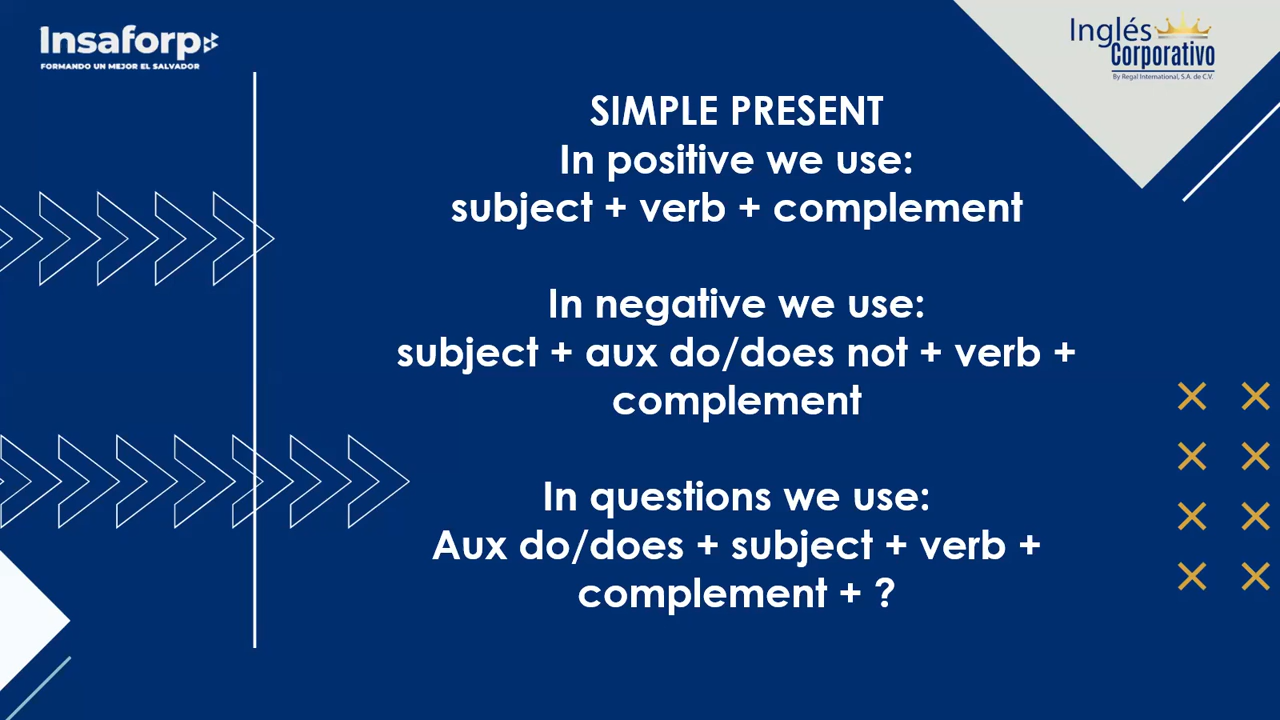 Insaforp
FORMANDO UN MEJOR EL SALVADOR
Inglés
Corporativo
By Regal International, S.A. de C.V.
SIMPLE PRESENT
In positive we use:
subject + verb + complement
In negative we use:
subject + aux do/does not + verb +
complement
In questions we use:
Aux do/does + subject + verb +
complement + ?